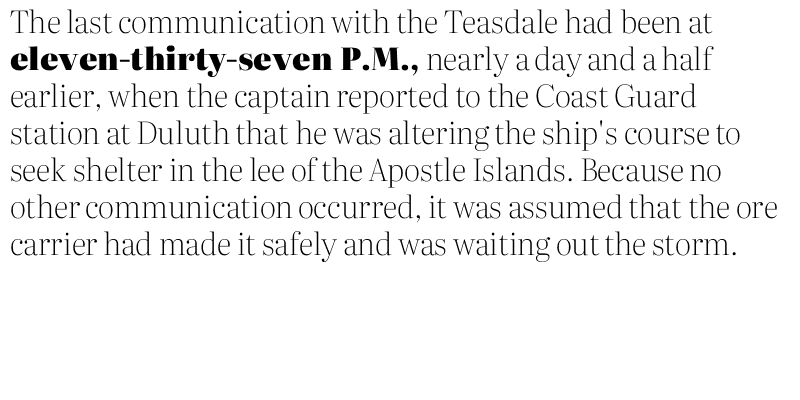 The last communication with the Teasdale had been at
eleven-thirty-seven P.M., nearly a day and a half
earlier, when the captain reported to the Coast Guard
station at Duluth that he was altering the ship's course to
seek shelter in the lee of the Apostle Islands. Because no
other communication occurred, it was assumed that the ore
carrier had made it safely and was waiting out the storm.